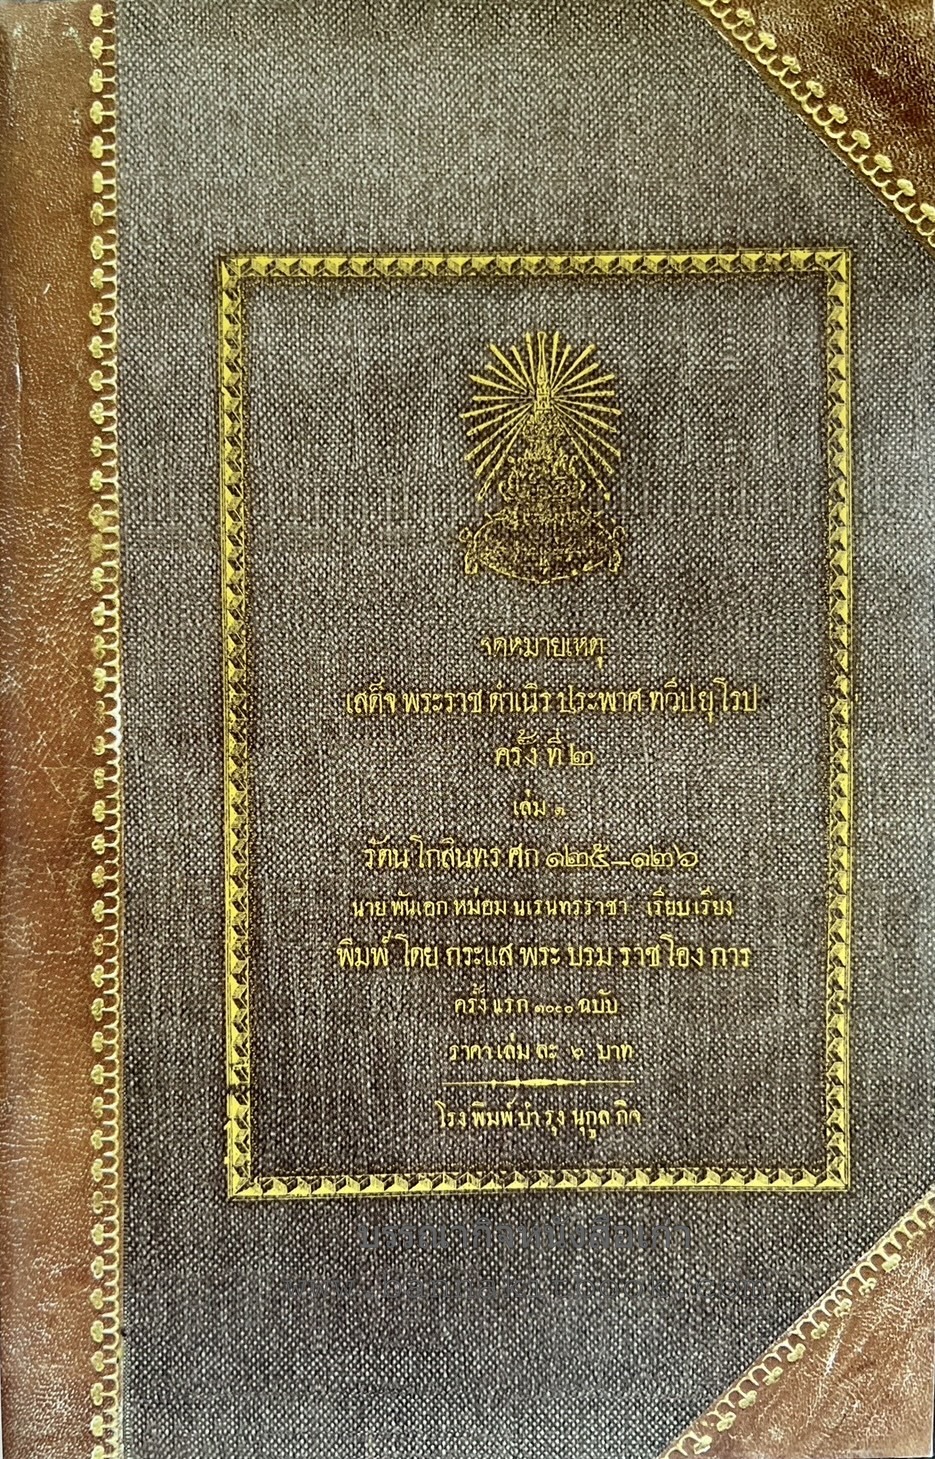 จดหมายเหตุ
เสด็จ พระราช ดำเนิร ประพาศ ทวีป ยุโรป
ครั้ง ที่ ๒
เล่ม ๑
รัตน โกสินทร ศก ๑๒๕–๑๒๖
นาย พันเอก หม่อม นเรนทรราชา เรียบเรียง
พิมพ์ โดย กระแส พระ บรม ราช โอง การ
ครั้ง แรก ฉบับ
ราคา เล่ม ละ ๖ บาท
โรง พิมพ์ บำ รุง นุกูล กิจ